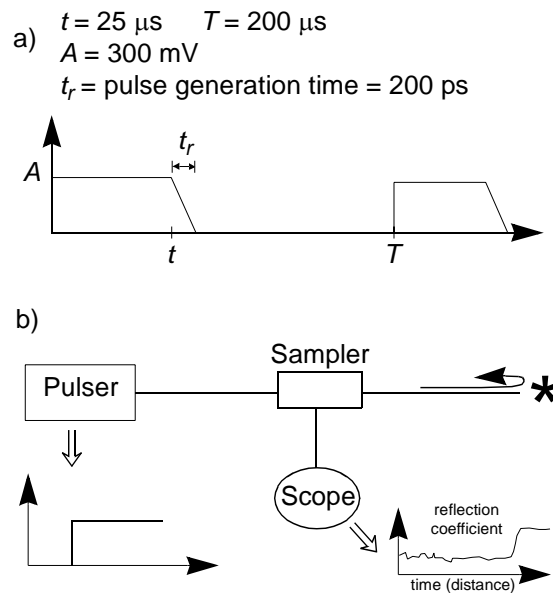 a)
t = 25 μs T = 200 μs
A = 300 mV
t_r = pulse generation time = 200 ps
t_r
A
t T
b)
Sampler
Pulser
*
Scope
reflection
coefficient
time (distance)